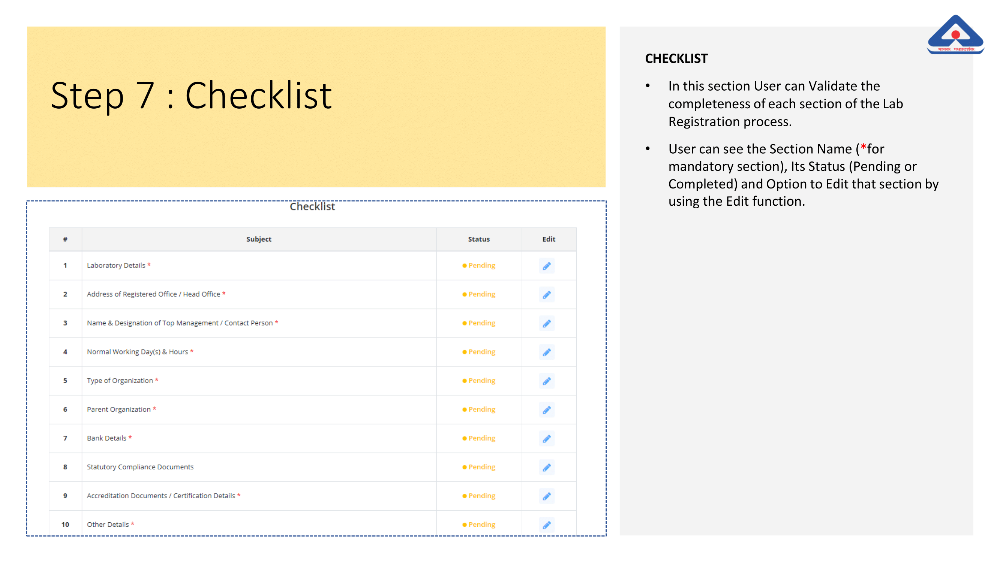 Step 7 : Checklist
Checklist
# Subject Status Edit
1 Laboratory Details * Pending
2 Address of Registered Office / Head Office * Pending
3 Name & Designation of Top Management / Contact Person * Pending
4 Normal Working Day(s) & Hours * Pending
5 Type of Organization * Pending
6 Parent Organization * Pending
7 Bank Details * Pending
8 Statutory Compliance Documents Pending
9 Accreditation Documents / Certification Details * Pending
10 Other Details * Pending
मानकः पथप्रदर्शकः
CHECKLIST
• In this section User can Validate the
completeness of each section of the Lab
Registration process.
• User can see the Section Name (*for
mandatory section), Its Status (Pending or
Completed) and Option to Edit that section by
using the Edit function.